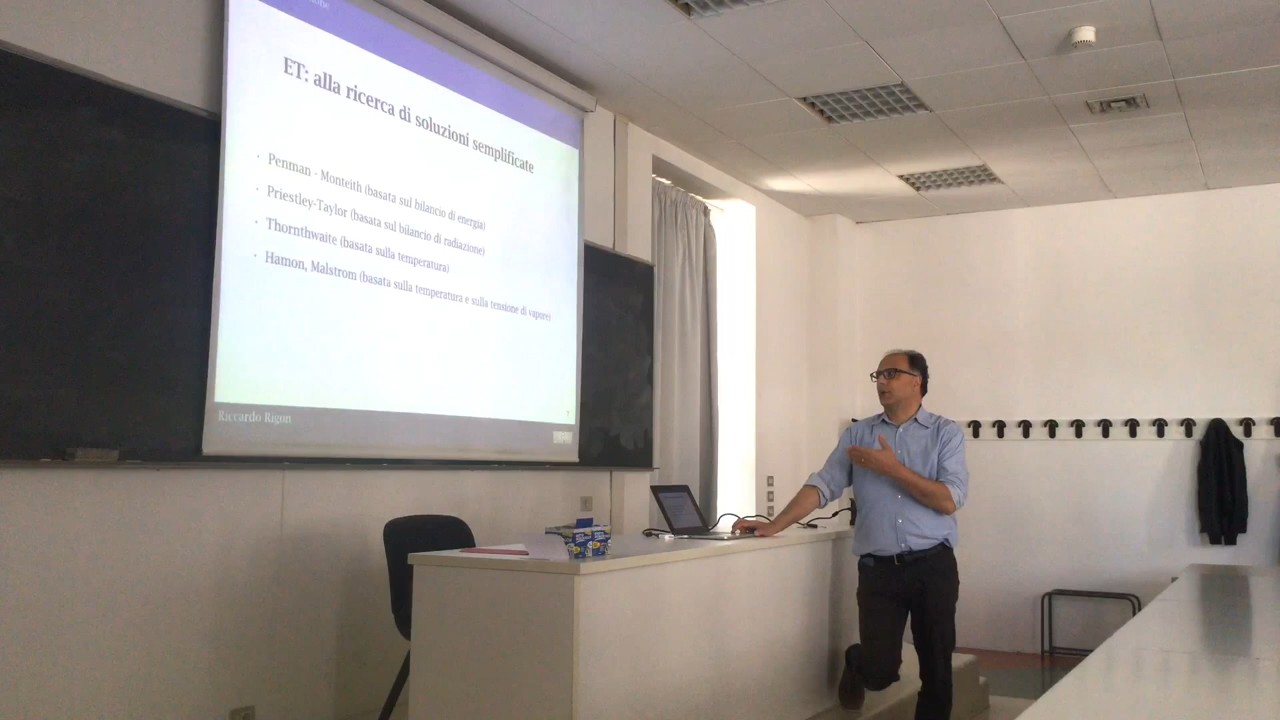 ET: alla ricerca di soluzioni semplificate
· Penman - Monteith (basata sul bilancio di energia)
· Priestley-Taylor (basata sul bilancio di radiazione)
· Thornthwaite (basata sulla temperatura)
· Hamon, Malstrom (basata sulla temperatura e sulla tensione di vapore)
Riccardo Rigon